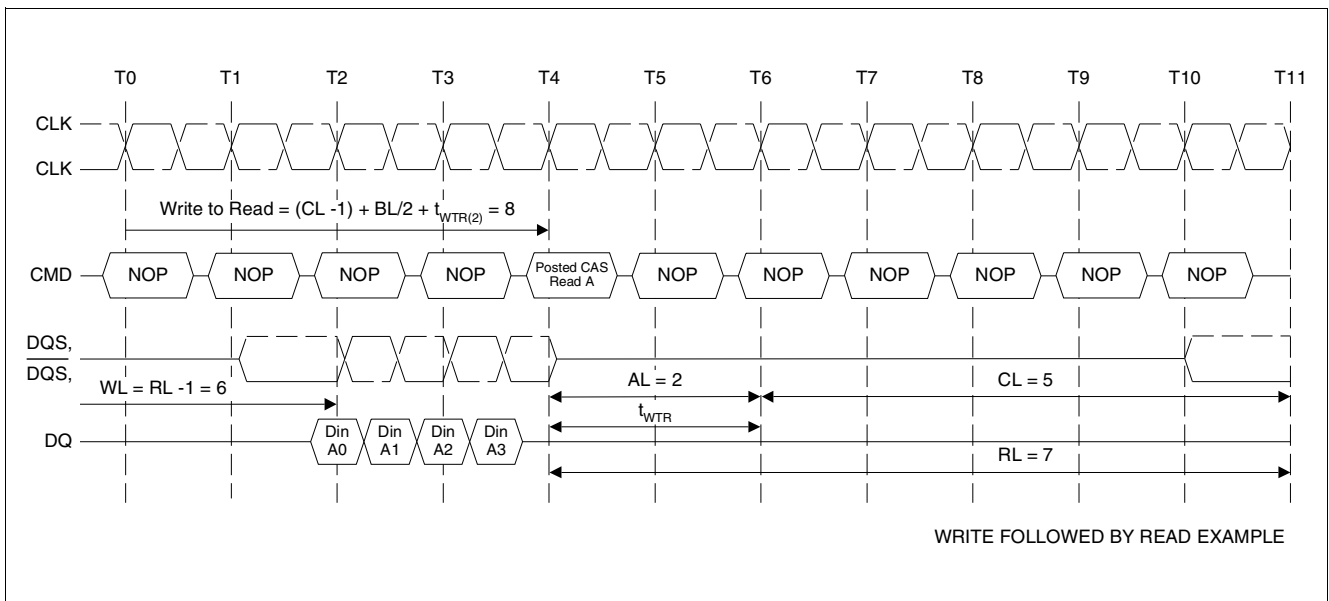 T0 T1 T2 T3 T4 T5 T6 T7 T8 T9 T10 T11
CLK
CLK
Write to Read = (CL -1) + BL/2 + tWTR(2) = 8
CMD NOP NOP NOP NOP Posted CAS Read A NOP NOP NOP NOP NOP NOP
DQS,
DQS,
WL = RL -1 = 6
AL = 2
CL = 5
tWTR
DQ Din A0 Din A1 Din A2 Din A3
RL = 7
WRITE FOLLOWED BY READ EXAMPLE